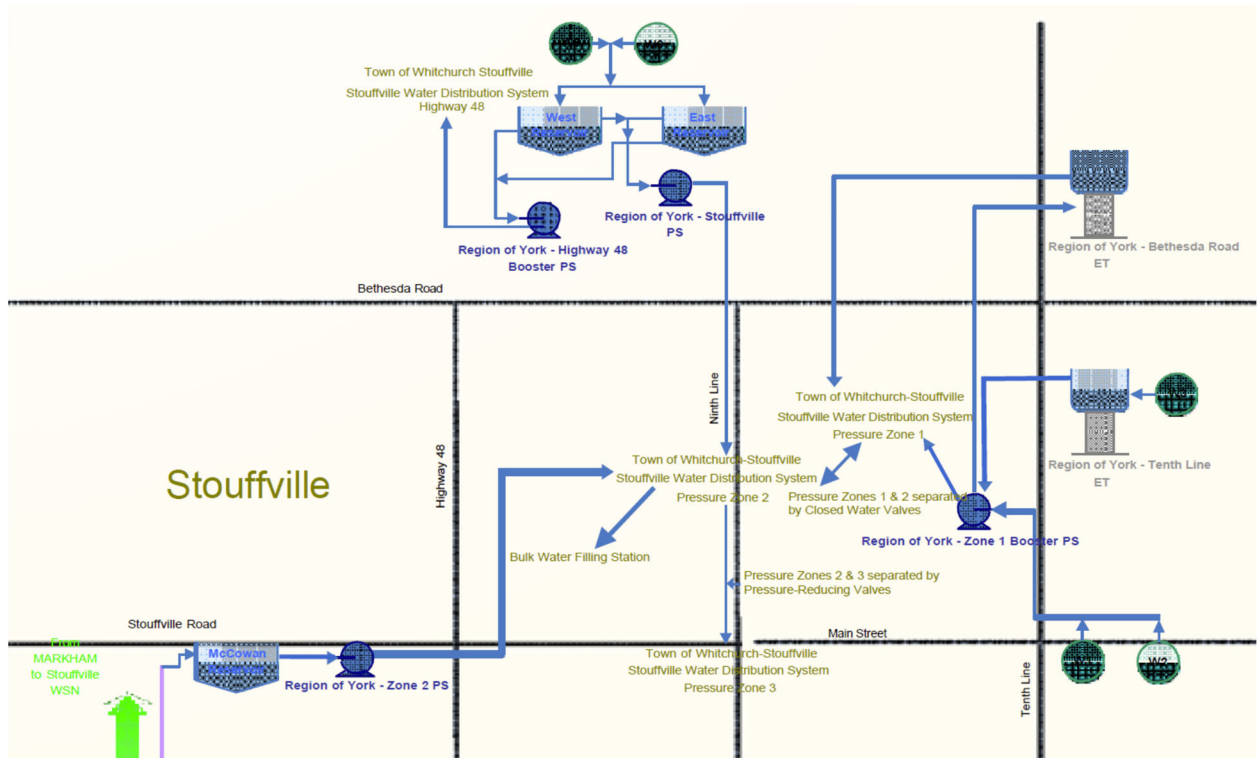 Town of Whitchurch Stouffville
Stouffville Water Distribution System
Highway 48
West
Reservoir
East
Reservoir
Region of York - Stouffville
PS
Region of York - Highway 48
Booster PS
Region of York - Bethesda Road
ET
Bethesda Road
Ninth Line
Highway 48
Stouffville
Town of Whitchurch-Stouffville
Stouffville Water Distribution System
Pressure Zone 1
Region of York - Tenth Line
ET
Town of Whitchurch-Stouffville
Stouffville Water Distribution System
Pressure Zone 2
Pressure Zones 1 & 2 separated
by Closed Water Valves
Region of York - Zone 1 Booster PS
Bulk Water Filling Station
Pressure Zones 2 & 3 separated by
Pressure-Reducing Valves
Stouffville Road
Main Street
From
MARKHAM
to Stouffville
WSN
McCowan
Region of York - Zone 2 PS
Town of Whitchurch-Stouffville
Stouffville Water Distribution System
Pressure Zone 3
W2
Tenth Line